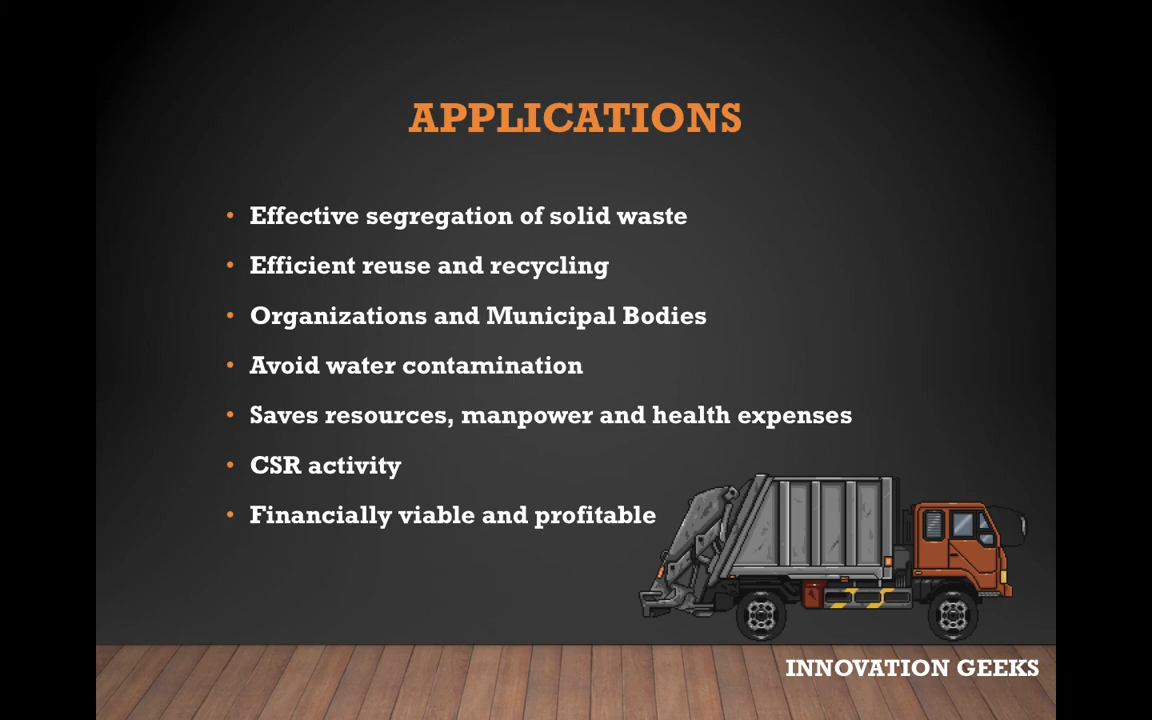 APPLICATIONS
• Effective segregation of solid waste
• Efficient reuse and recycling
• Organizations and Municipal Bodies
• Avoid water contamination
• Saves resources, manpower and health expenses
• CSR activity
• Financially viable and profitable
INNOVATION GEEKS